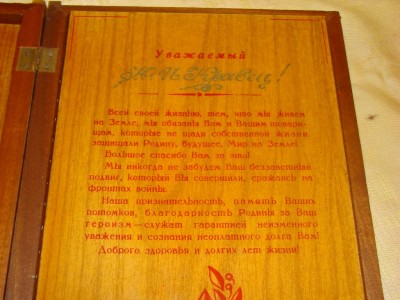 Уважаемый
Ю. П. Кравец!
Всей своей жизнью, тем, что мы живем
на Земле, мы обязаны Вам и Вашим товари-
щам, которые не щадя собственной жизни
защищали Родину, Будущее, Мир на Земле!
Большое спасибо Вам за это!
Мы никогда не забудем Ваш беззаветный
подвиг, который Вы совершили, сражаясь на
фронтах войны.
Наша признательность, память Ваших
потомков, благодарность Родины за Ваш
героизм — служат гарантией неизменного
уважения и сознания неоплатного долга Вам!
Доброго здоровья и долгих лет жизни!